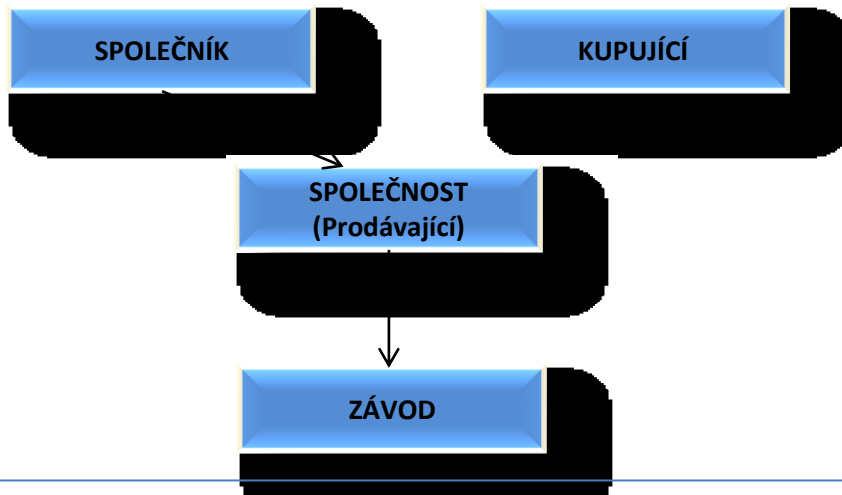 SPOLEČNÍK
KUPUJÍCÍ
SPOLEČNOST
(Prodávající)
ZÁVOD